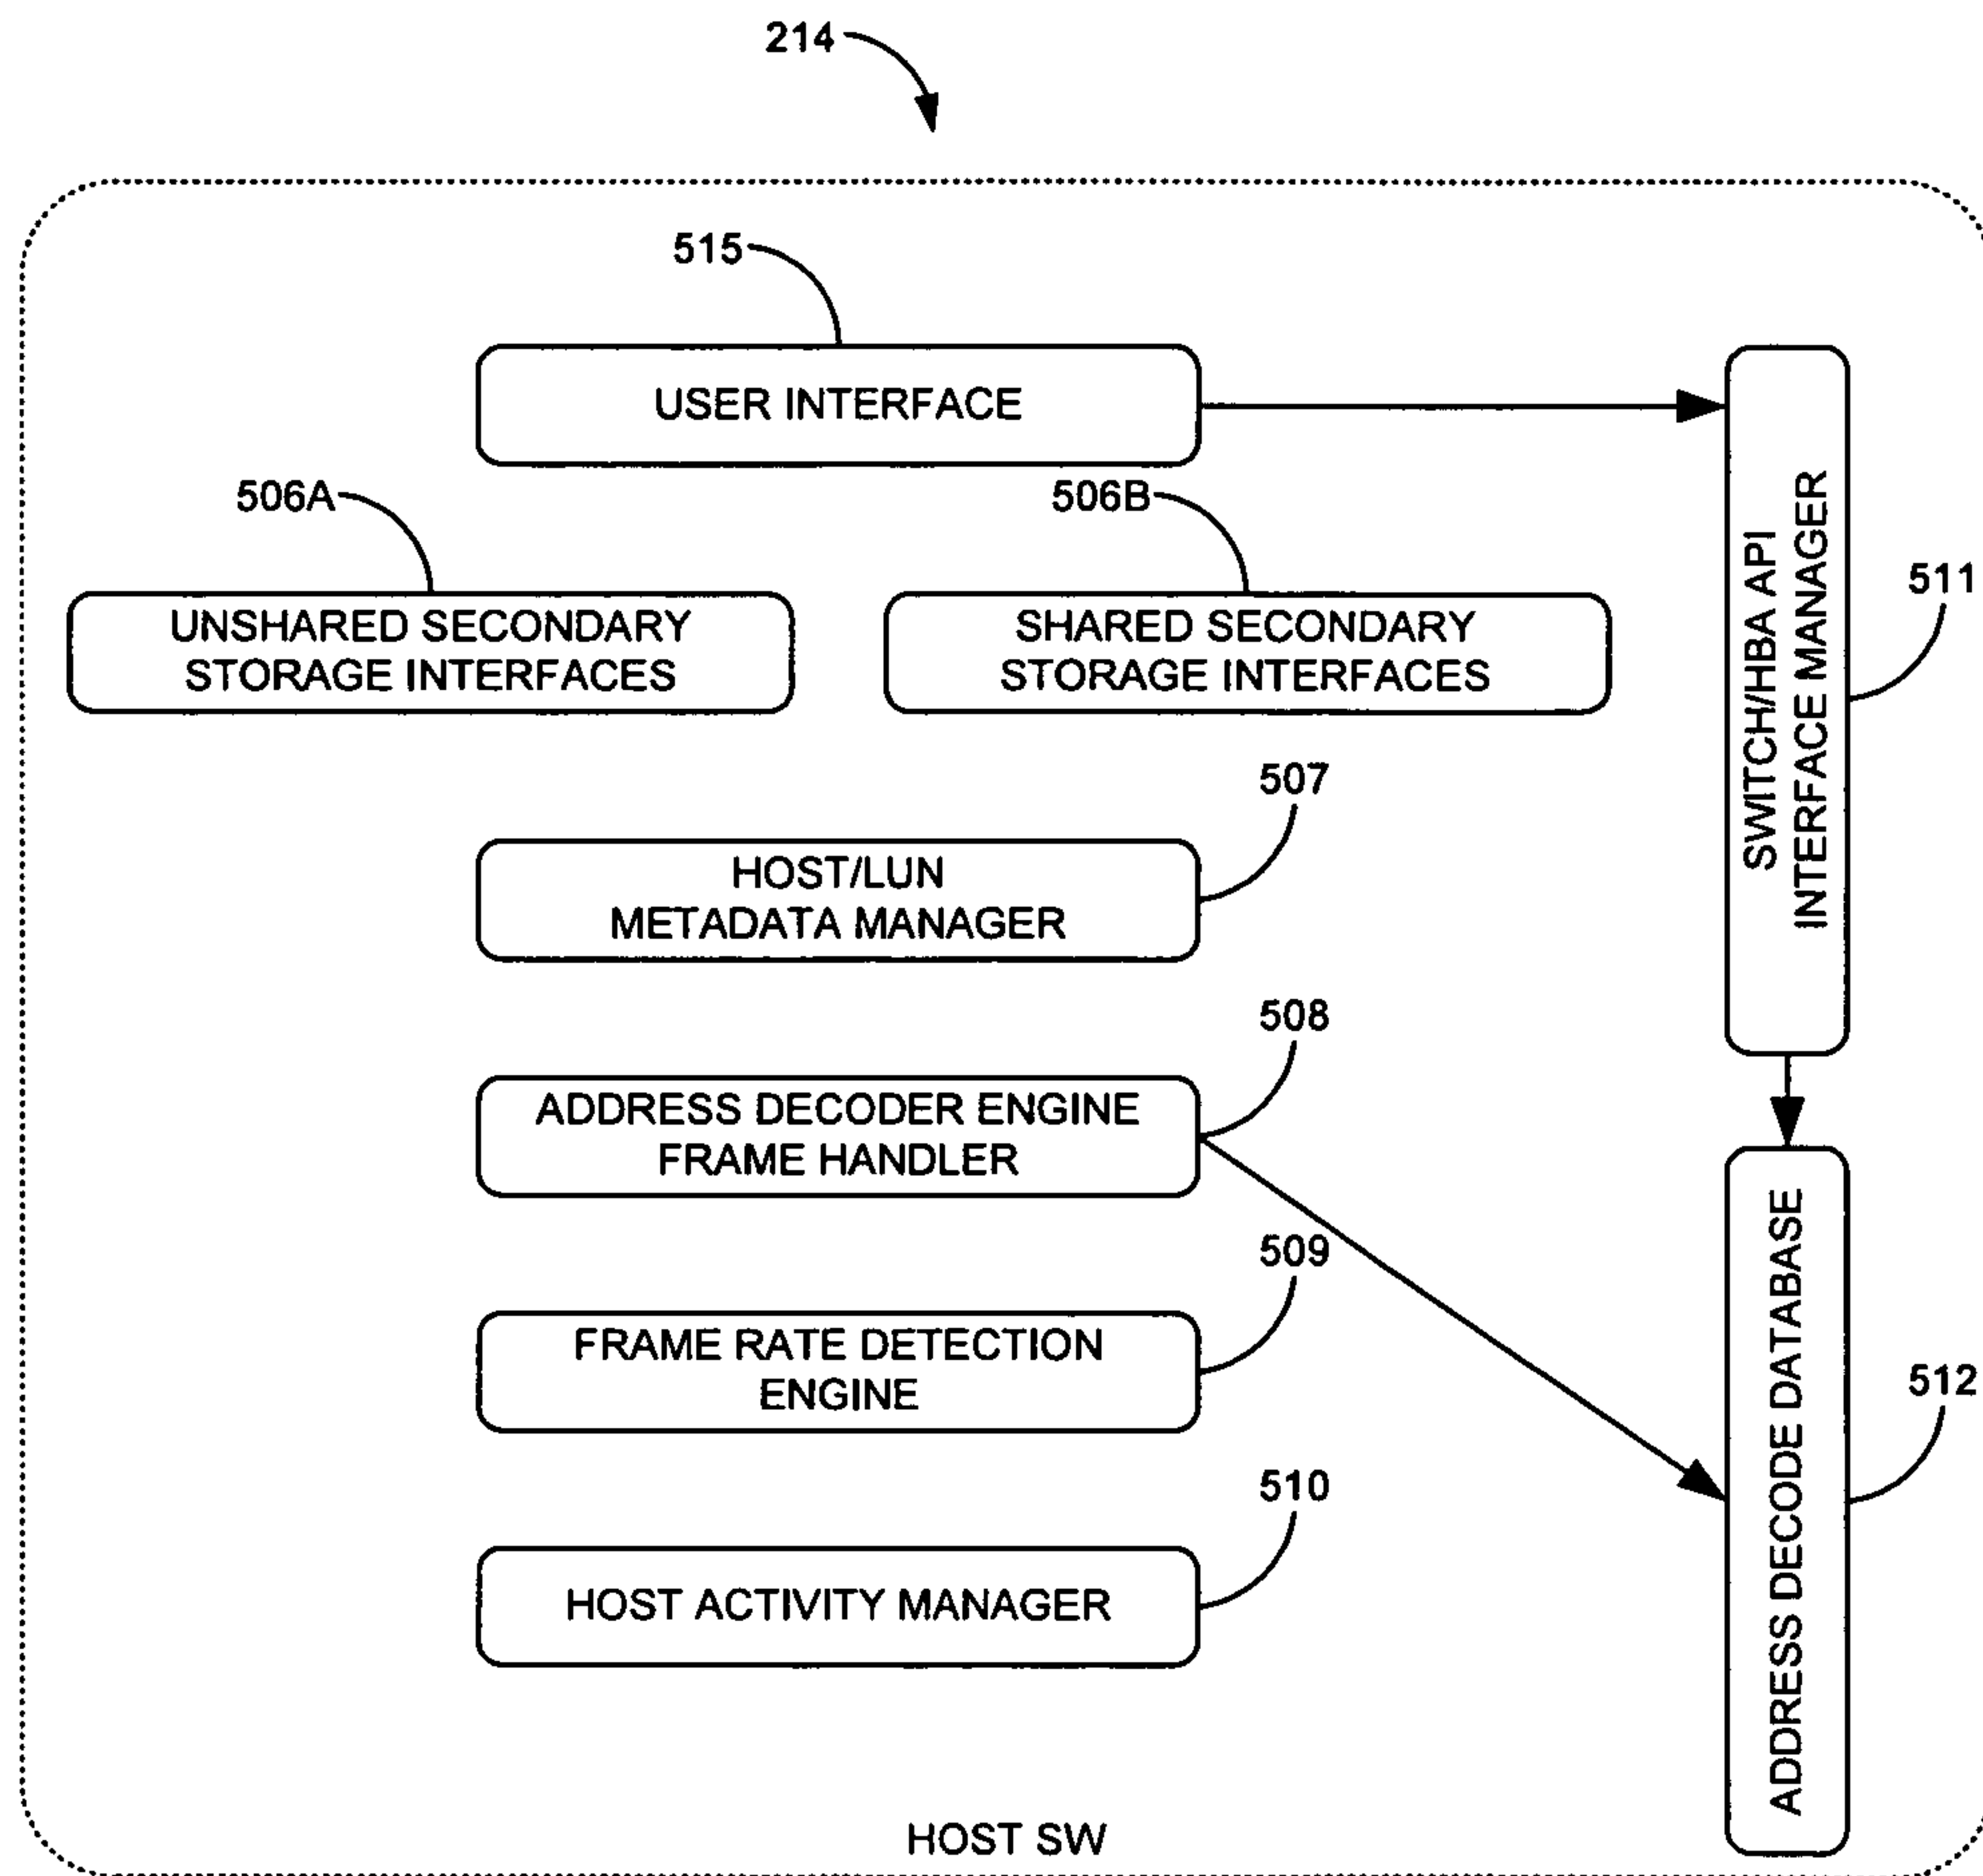 214
515
USER INTERFACE
506A
506B
UNSHARED SECONDARY
STORAGE INTERFACES
SHARED SECONDARY
STORAGE INTERFACES
SWITCH/HBA API
INTERFACE MANAGER
511
507
HOST/LUN
METADATA MANAGER
508
ADDRESS DECODER ENGINE
FRAME HANDLER
509
FRAME RATE DETECTION
ENGINE
ADDRESS DECODE DATABASE
512
510
HOST ACTIVITY MANAGER
HOST SW